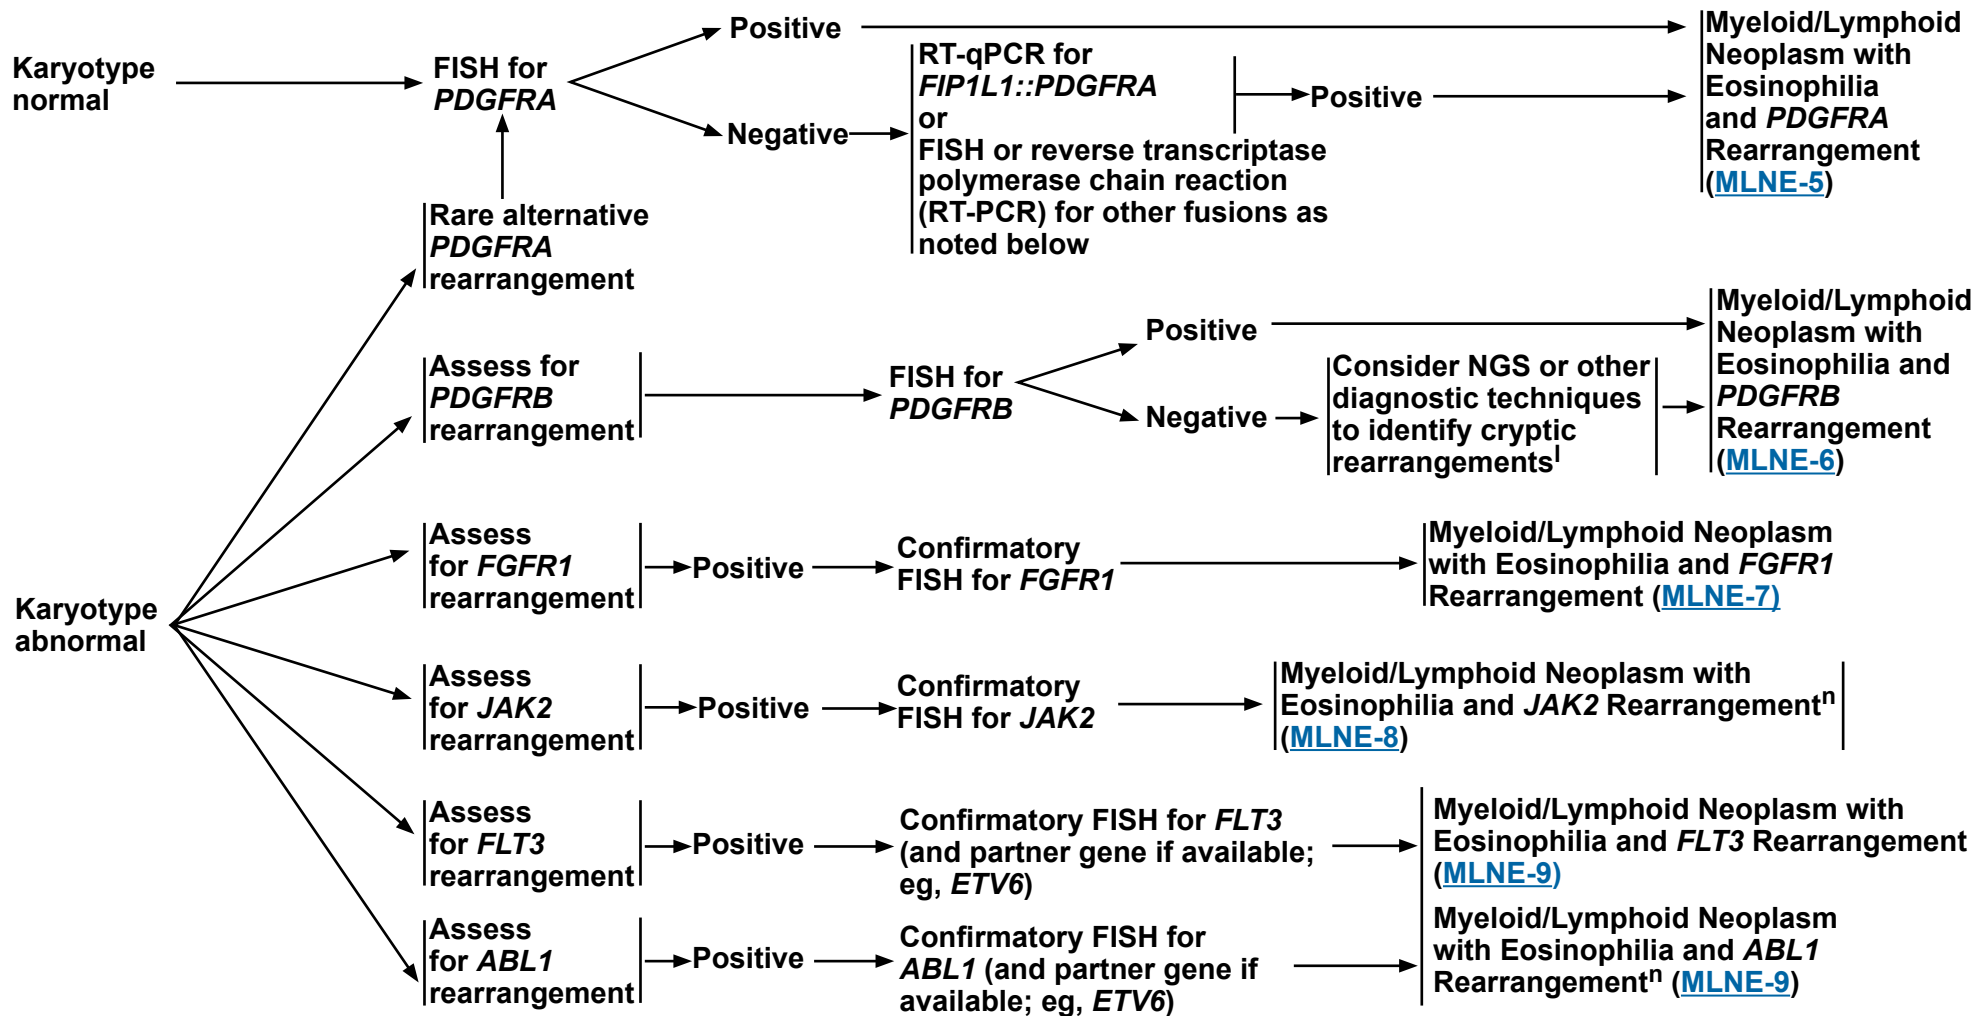 Karyotype
normal
FISH for
PDGFRA
Positive
Negative
RT-qPCR for
FIP1L1::PDGFRA
or
FISH or reverse transcriptase
polymerase chain reaction
(RT-PCR) for other fusions as
noted below
Positive
Myeloid/Lymphoid
Neoplasm with
Eosinophilia
and PDGFRA
Rearrangement
(MLNE-5)
Rare alternative
PDGFRA
rearrangement
Assess for
PDGFRB
rearrangement
FISH for
PDGFRB
Positive
Negative
Consider NGS or other
diagnostic techniques
to identify cryptic
rearrangementsl
Myeloid/Lymphoid
Neoplasm with
Eosinophilia and
PDGFRB
Rearrangement
(MLNE-6)
Karyotype
abnormal
Assess
for FGFR1
rearrangement
Positive
Confirmatory
FISH for FGFR1
Myeloid/Lymphoid Neoplasm
with Eosinophilia and FGFR1
Rearrangement (MLNE-7)
Assess
for JAK2
rearrangement
Positive
Confirmatory
FISH for JAK2
Myeloid/Lymphoid Neoplasm with
Eosinophilia and JAK2 Rearrangementn
(MLNE-8)
Assess
for FLT3
rearrangement
Positive
Confirmatory FISH for FLT3
(and partner gene if available;
eg, ETV6)
Myeloid/Lymphoid Neoplasm with
Eosinophilia and FLT3 Rearrangement
(MLNE-9)
Assess
for ABL1
rearrangement
Positive
Confirmatory FISH for
ABL1 (and partner gene if
available; eg, ETV6)
Myeloid/Lymphoid Neoplasm
with Eosinophilia and ABL1
Rearrangementn (MLNE-9)